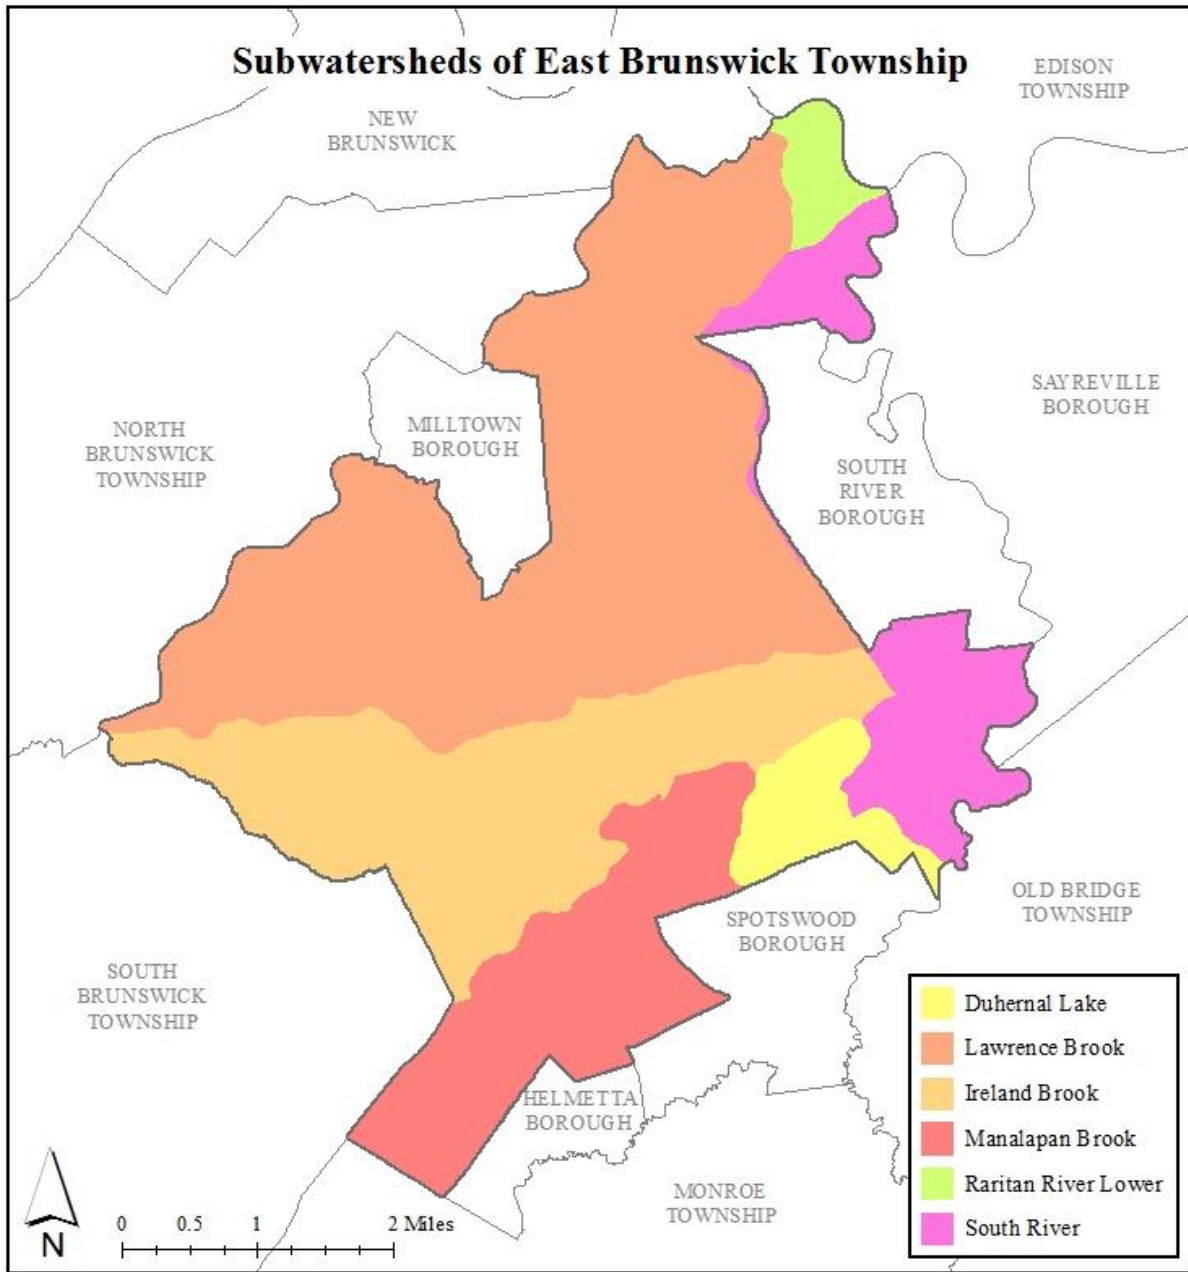 Subwatersheds of East Brunswick Township
EDISON
TOWNSHIP
NEW
BRUNSWICK
SAYREVILLE
BOROUGH
MILLTOWN
BOROUGH
NORTH
BRUNSWICK
TOWNSHIP
SOUTH
RIVER
BOROUGH
OLD BRIDGE
TOWNSHIP
SPOTSWOOD
BOROUGH
SOUTH
BRUNSWICK
TOWNSHIP
HELMETTA
BOROUGH
MONROE
TOWNSHIP
Duhernal Lake
Lawrence Brook
Ireland Brook
Manalapan Brook
Raritan River Lower
South River
N
0 0.5 1 2 Miles